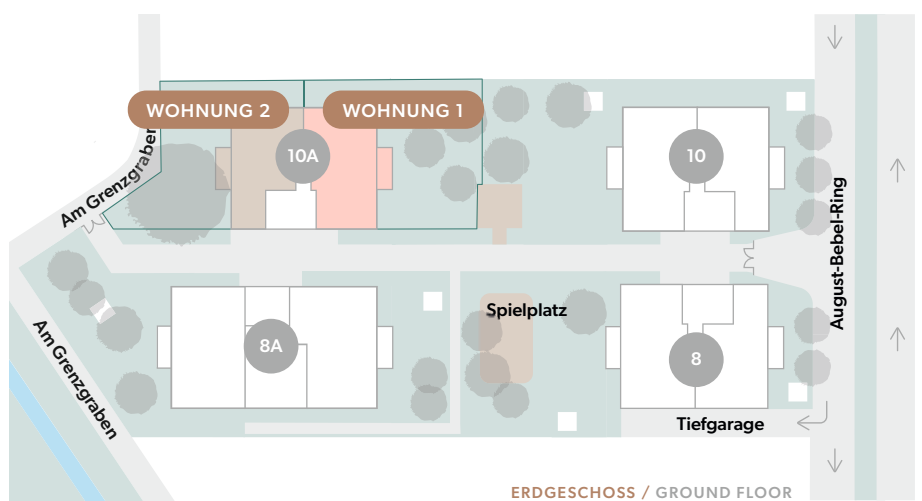 WOHNUNG 2
WOHNUNG 1
10A
10
Am Grenzgraben
August-Bebel-Ring
Spielplatz
8A
8
Am Grenzgraben
Tiefgarage
ERDGESCHOSS / GROUND FLOOR